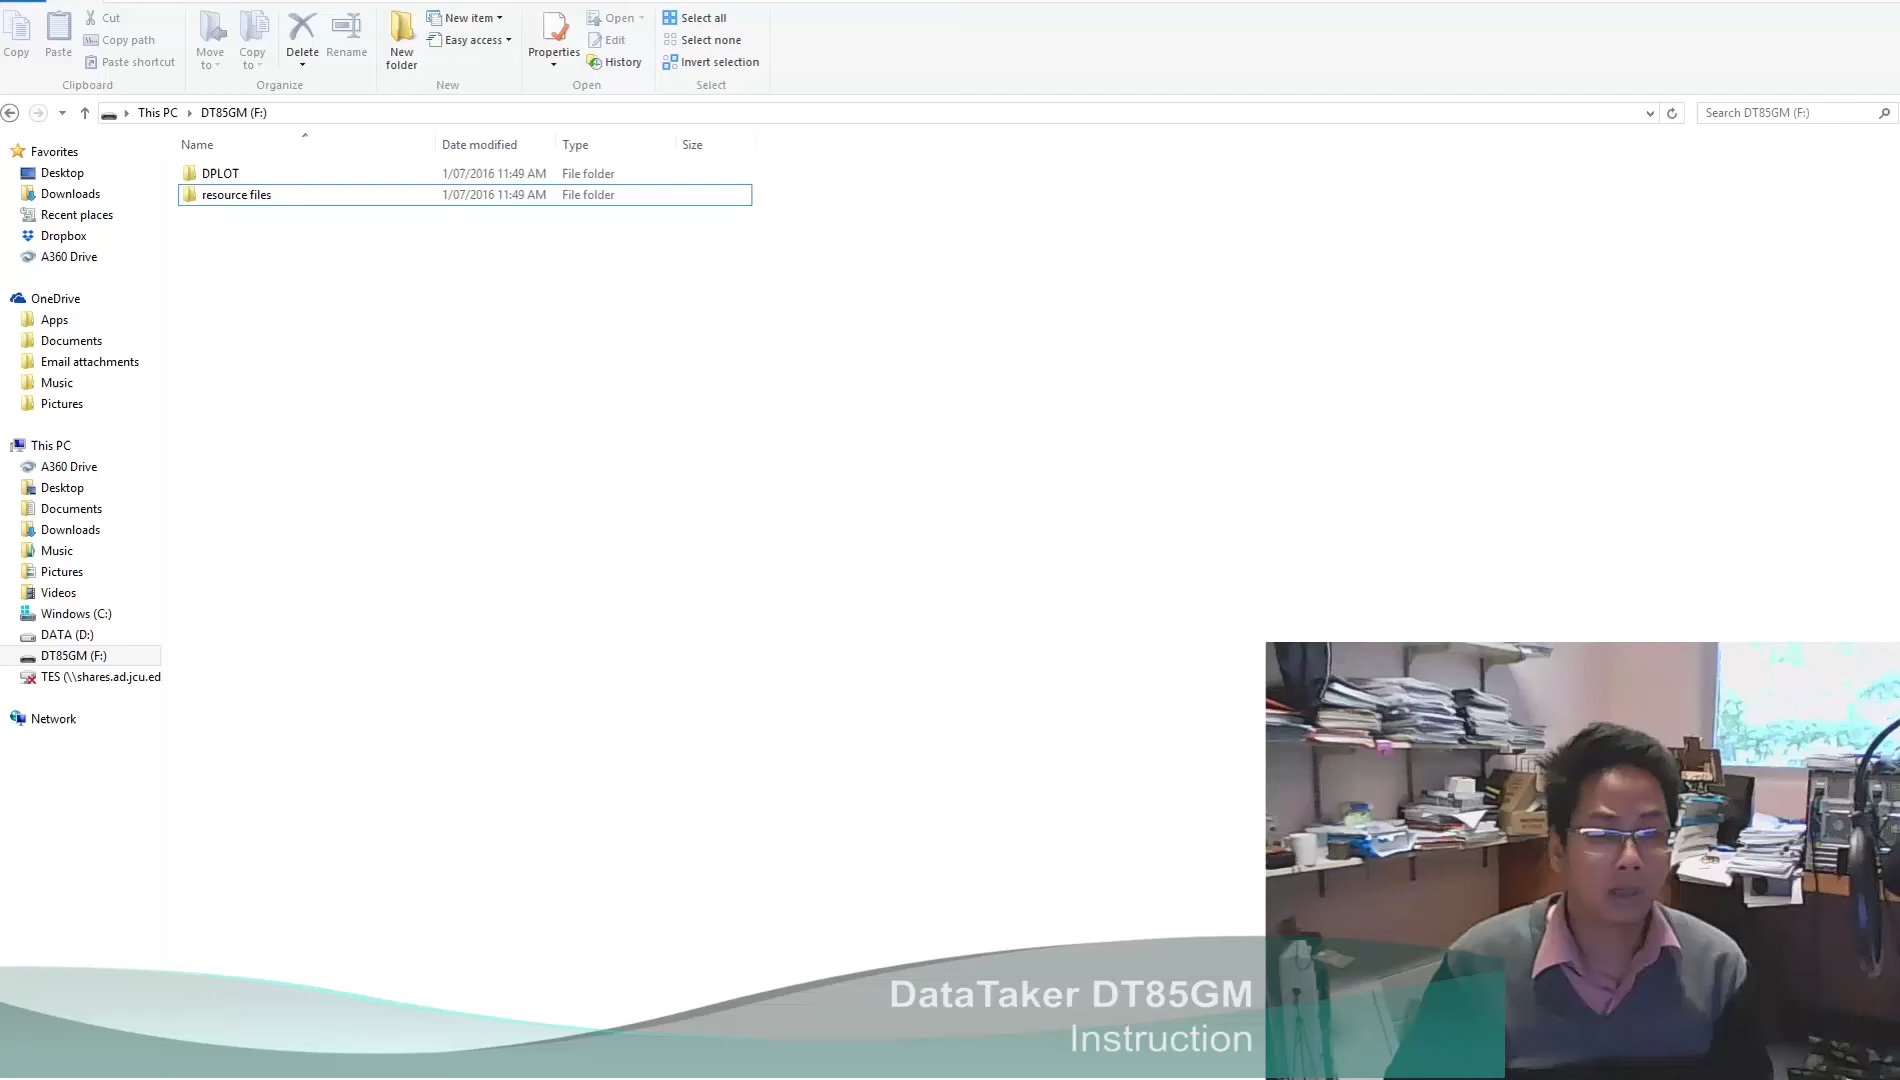 Copy
Paste
Cut
Copy path
Paste shortcut
Clipboard
Move to
Copy to
Delete
Rename
Organize
New folder
New item
Easy access
New
Properties
Open
Edit
History
Open
Select all
Select none
Invert selection
Select
This PC
DT85GM (F:)
Search DT85GM (F:)
Name Date modified Type Size
DPLOT 1/07/2016 11:49 AM File folder
resource files 1/07/2016 11:49 AM File folder
Favorites
Desktop
Downloads
Recent places
Dropbox
A360 Drive
OneDrive
Apps
Documents
Email attachments
Music
Pictures
This PC
A360 Drive
Desktop
Documents
Downloads
Music
Pictures
Videos
Windows (C:)
DATA (D:)
DT85GM (F:)
TES (\\shares.ad.jcu.ed
Network
DataTaker DT85GM
Instruction